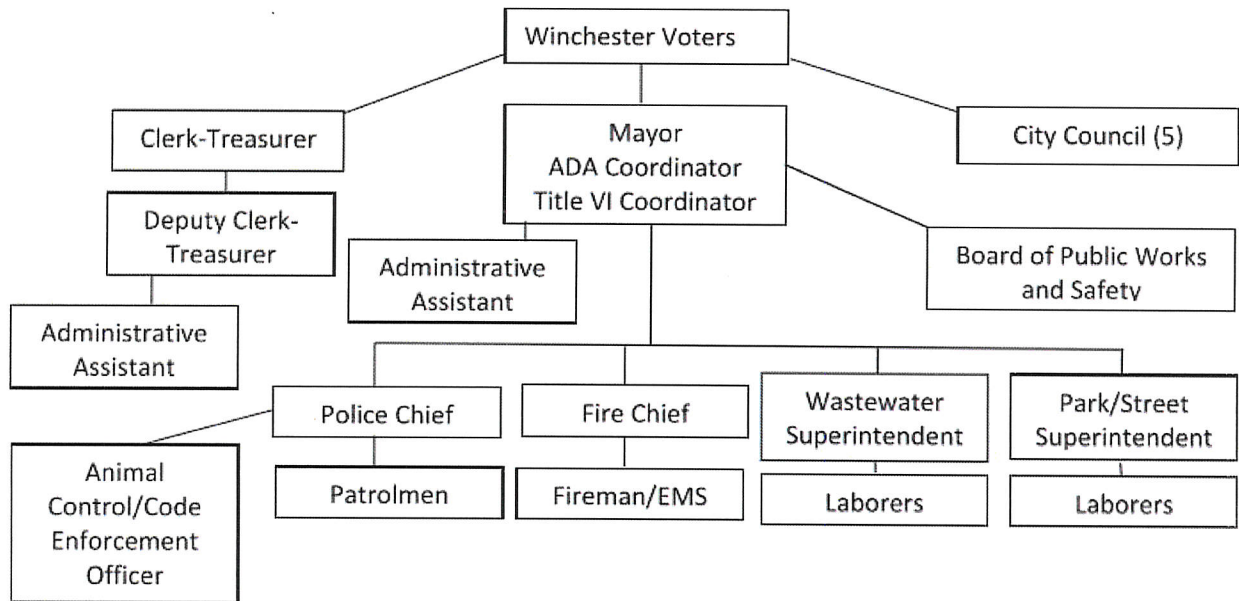 Winchester Voters
Clerk-Treasurer
Mayor
ADA Coordinator
Title VI Coordinator
City Council (5)
Deputy Clerk-
Treasurer
Administrative
Assistant
Board of Public Works
and Safety
Administrative
Assistant
Police Chief
Fire Chief
Wastewater
Superintendent
Park/Street
Superintendent
Animal
Control/Code
Enforcement
Officer
Patrolmen
Fireman/EMS
Laborers
Laborers